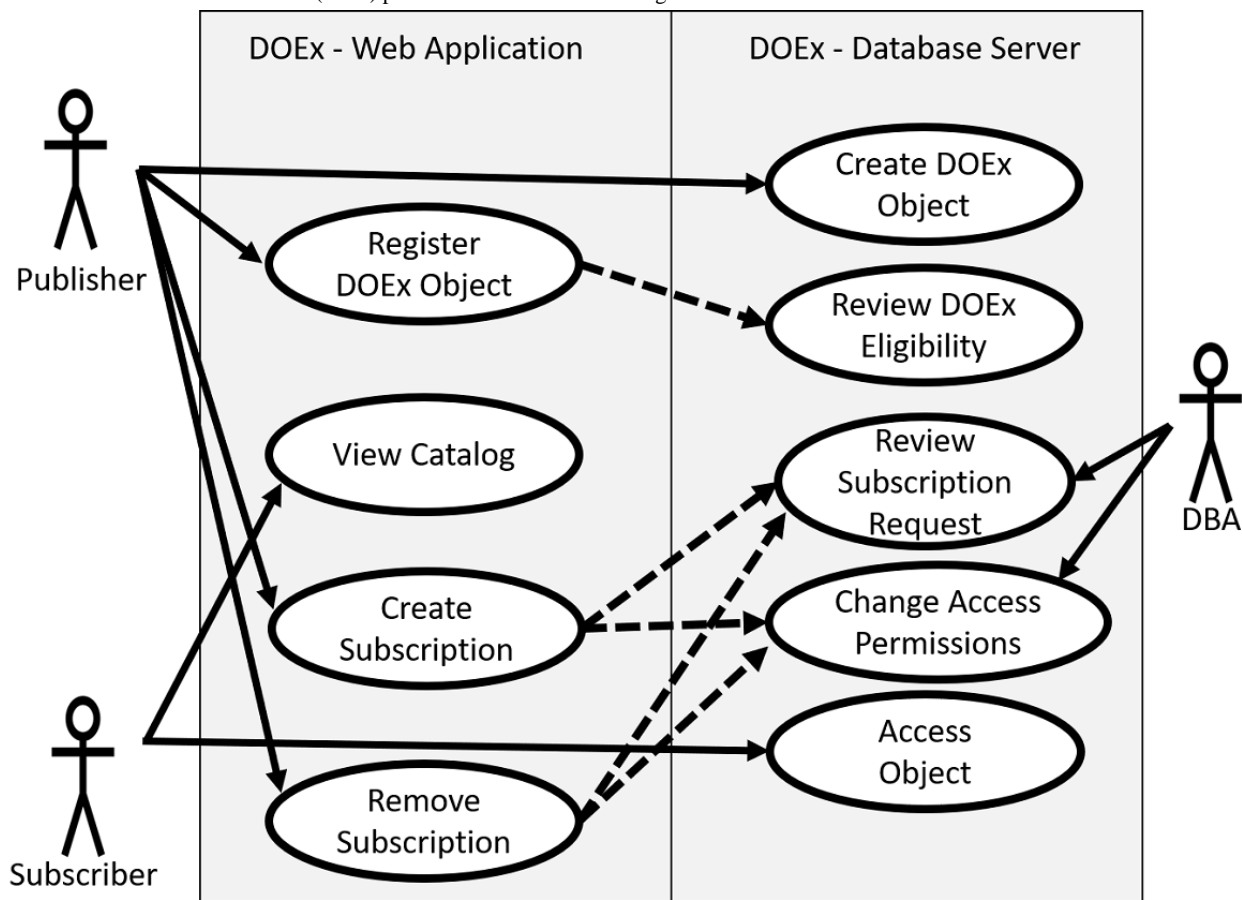 DOEx - Web Application
DOEx - Database Server
Publisher
Create DOEx
Object
Register
DOEx Object
Review DOEx
Eligibility
View Catalog
Review
Subscription
Request
DBA
Create
Subscription
Change Access
Permissions
Access
Object
Remove
Subscription
Subscriber